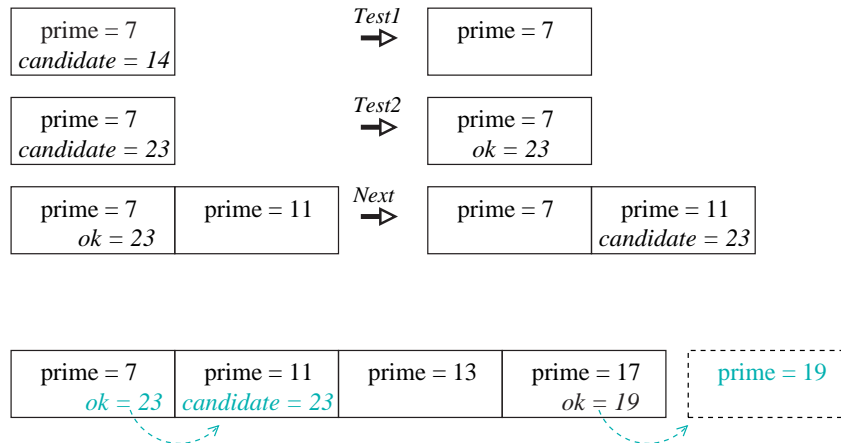 prime = 7
candidate = 14
Test1
prime = 7
prime = 7
candidate = 23
Test2
prime = 7
ok = 23
prime = 7
ok = 23
prime = 11
Next
prime = 7
prime = 11
candidate = 23
prime = 7
ok = 23
prime = 11
candidate = 23
prime = 13
prime = 17
ok = 19
prime = 19